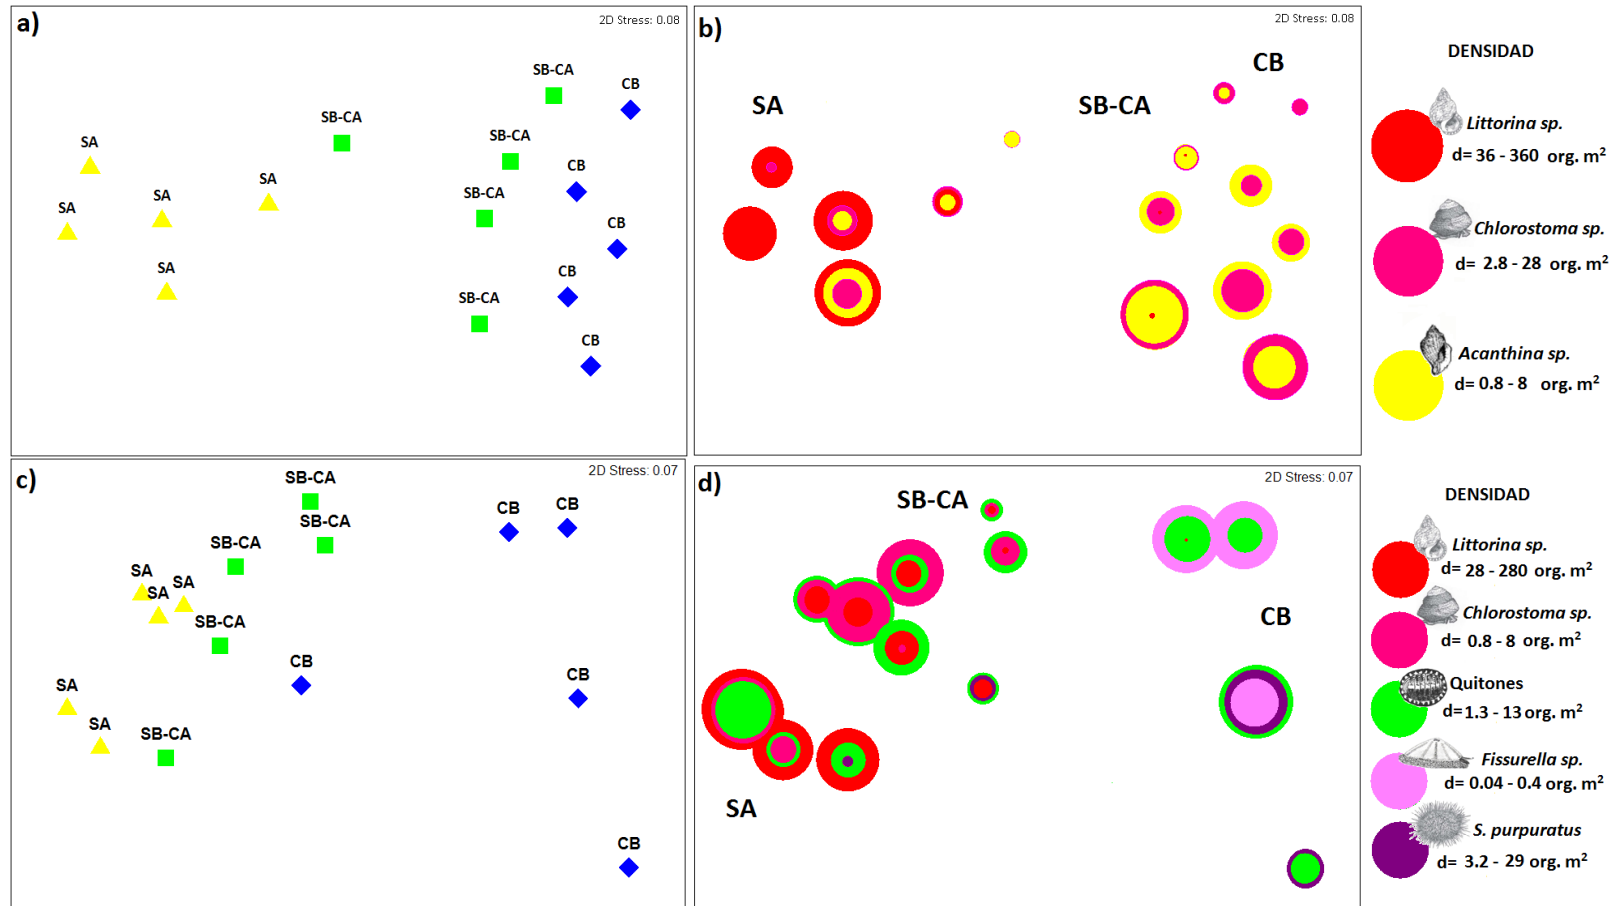 a)
2D Stress: 0.08
SB-CA
CB
SB-CA
SB-CA
SA
CB
SA
SB-CA
SA
SA
CB
SA
CB
SB-CA
CB
b)
2D Stress: 0.08
CB
SA
SB-CA
DENSIDAD
Littorina sp.
d= 36 - 360 org. m²
Chlorostoma sp.
d= 2.8 - 28 org. m²
Acanthina sp.
d= 0.8 - 8 org. m²
c)
2D Stress: 0.07
SB-CA
CB
CB
SB-CA
SB-CA
SA
SA
SA
SB-CA
CB
CB
SA
SA
SB-CA
CB
d)
2D Stress: 0.07
SB-CA
CB
SA
DENSIDAD
Littorina sp.
d= 28 - 280 org. m²
Chlorostoma sp.
d= 0.8 - 8 org. m²
Quitones
d= 1.3 - 13 org. m²
Fissurella sp.
d= 0.04 - 0.4 org. m²
S. purpuratus
d= 3.2 - 29 org. m²